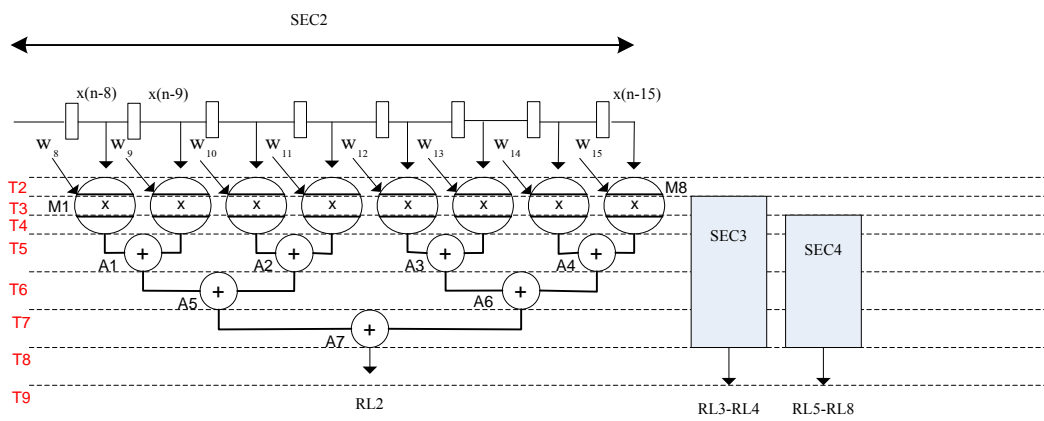 SEC2
x(n-8) x(n-9) x(n-15)
W8 W9 W10 W11 W12 W13 W14 W15
T2 M8
M1 x x x x x x x x
T3
T4
SEC3 SEC4
T5 + + + +
A1 A2 A3 A4
T6 + +
A5 A6
T7 +
A7
T8
T9
RL2 RL3-RL4 RL5-RL8